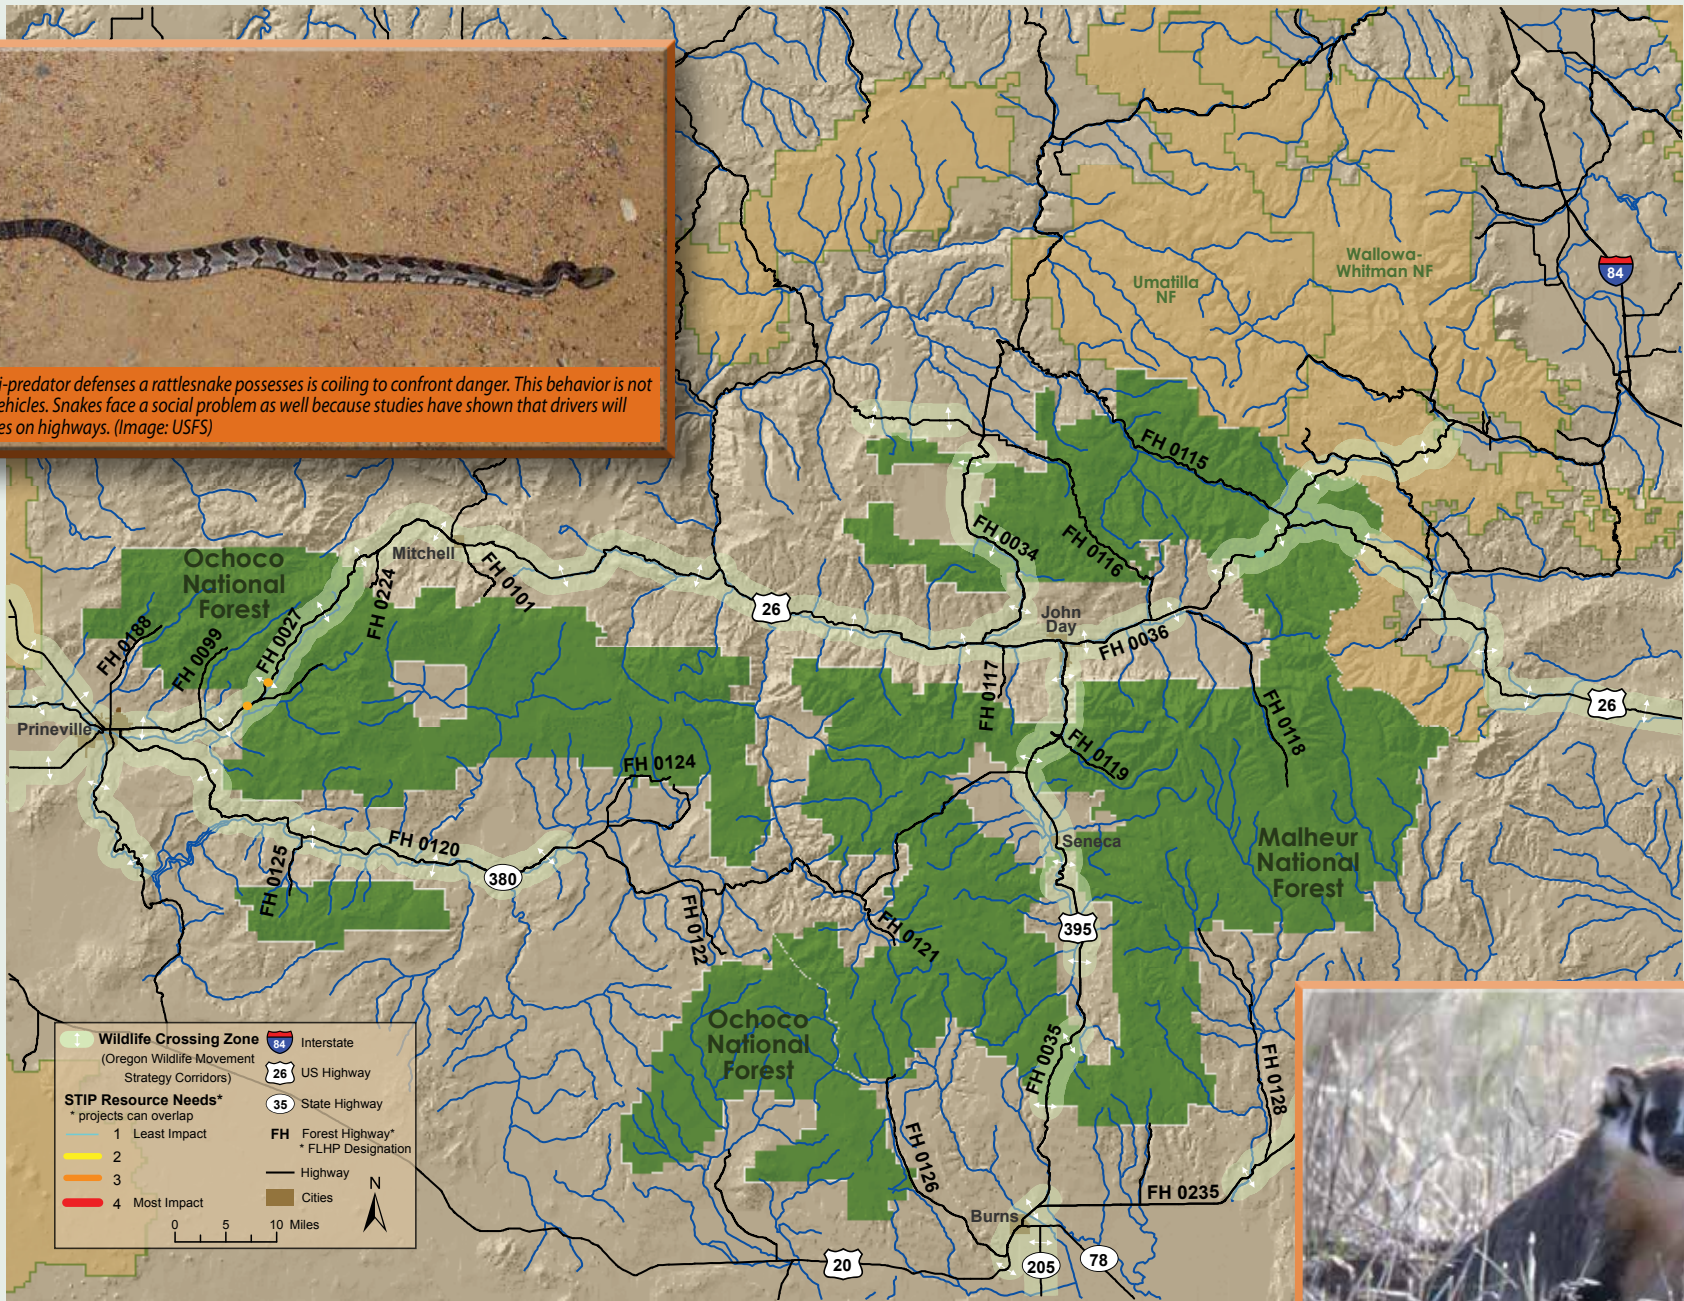 i-predator defenses a rattlesnake possesses is coiling to confront danger. This behavior is not
ehicles. Snakes face a social problem as well because studies have shown that drivers will
es on highways. (Image: USFS)
Wallowa-
Whitman NF
Umatilla
NF
84
FH 0115
FH 0034
FH 0116
Ochoco
National
Forest
Mitchell
FH 0101
FH 0224
FH 0027
FH 0188
FH 0099
26
John
Day
FH 0036
FH 0117
FH 0118
26
Prineville
FH 0119
FH 0124
FH 0120
FH 0125
380
Seneca
Malheur
National
Forest
FH 0122
FH 0121
395
Ochoco
National
Forest
FH 0035
FH 0128
FH 0126
FH 0235
Burns
20
205
78
Wildlife Crossing Zone
(Oregon Wildlife Movement
Strategy Corridors)
STIP Resource Needs*
* projects can overlap
1 Least Impact
2
3
4 Most Impact
84 Interstate
26 US Highway
35 State Highway
FH Forest Highway*
* FLHP Designation
Highway
Cities
N
0 5 10 Miles